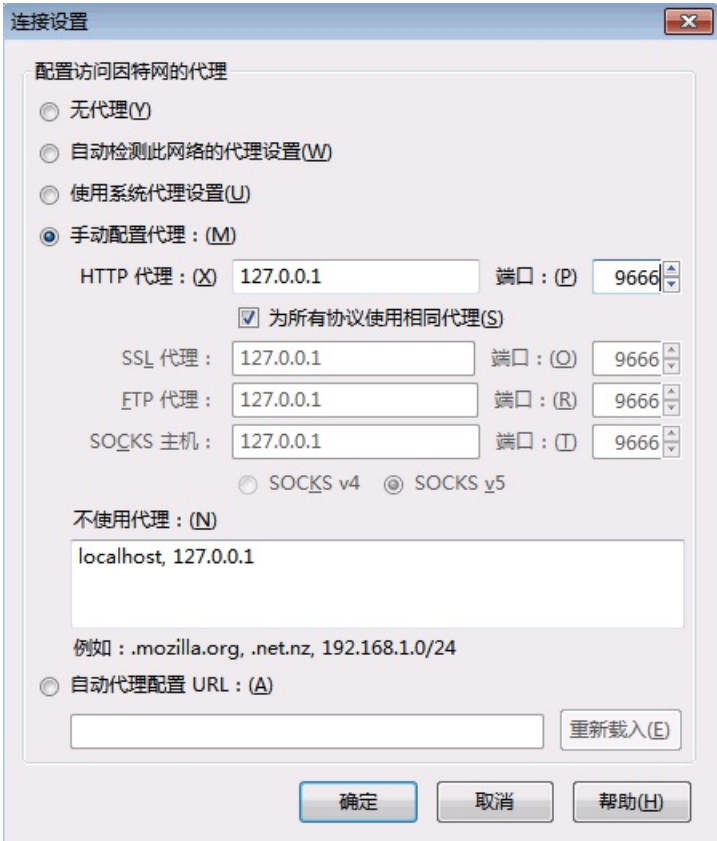 连接设置
配置访问因特网的代理
无代理(Y)
自动检测此网络的代理设置(W)
使用系统代理设置(U)
手动配置代理：(M)
HTTP 代理：(X) 127.0.0.1 端口：(P) 9666
为所有协议使用相同代理(S)
SSL 代理： 127.0.0.1 端口：(O) 9666
FTP 代理： 127.0.0.1 端口：(R) 9666
SOCKS 主机： 127.0.0.1 端口：(T) 9666
SOCKS v4 SOCKS v5
不使用代理：(N)
localhost, 127.0.0.1
例如：.mozilla.org, .net.nz, 192.168.1.0/24
自动代理配置 URL：(A)
重新载入(E)
确定 取消 帮助(H)